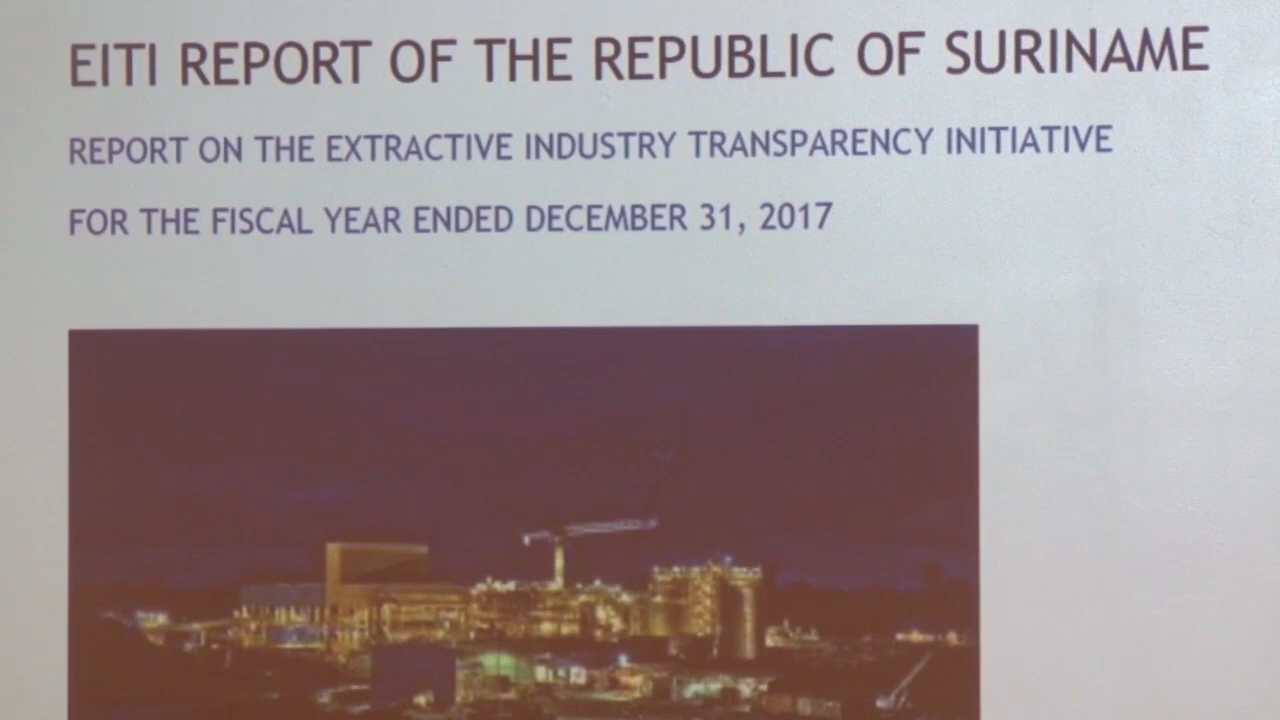 EITI REPORT OF THE REPUBLIC OF SURINAME
REPORT ON THE EXTRACTIVE INDUSTRY TRANSPARENCY INITIATIVE
FOR THE FISCAL YEAR ENDED DECEMBER 31, 2017